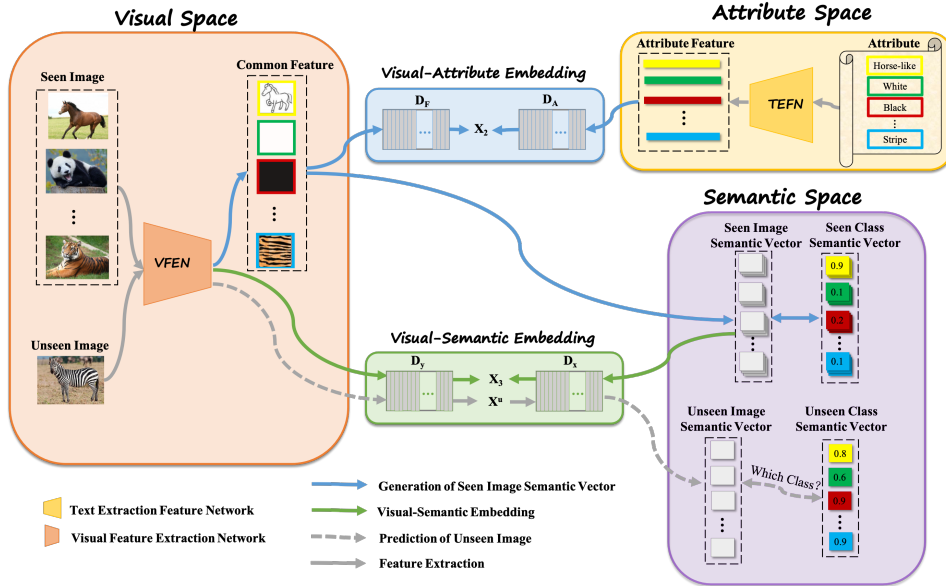 Visual Space
Seen Image
Common Feature
VFEN
Unseen Image
Visual-Attribute Embedding
D_F
D_A
...
...
X_2
Attribute Space
Attribute Feature
Attribute
TEFN
Horse-like
White
Black
Stripe
Semantic Space
Seen Image
Semantic Vector
Seen Class
Semantic Vector
0.9
0.1
0.2
0.1
Visual-Semantic Embedding
D_y
D_x
...
...
X_3
X^u
Unseen Image
Semantic Vector
Unseen Class
Semantic Vector
Which Class?
0.8
0.6
0.9
0.9
Text Extraction Feature Network
Visual Feature Extraction Network
Generation of Seen Image Semantic Vector
Visual-Semantic Embedding
Prediction of Unseen Image
Feature Extraction